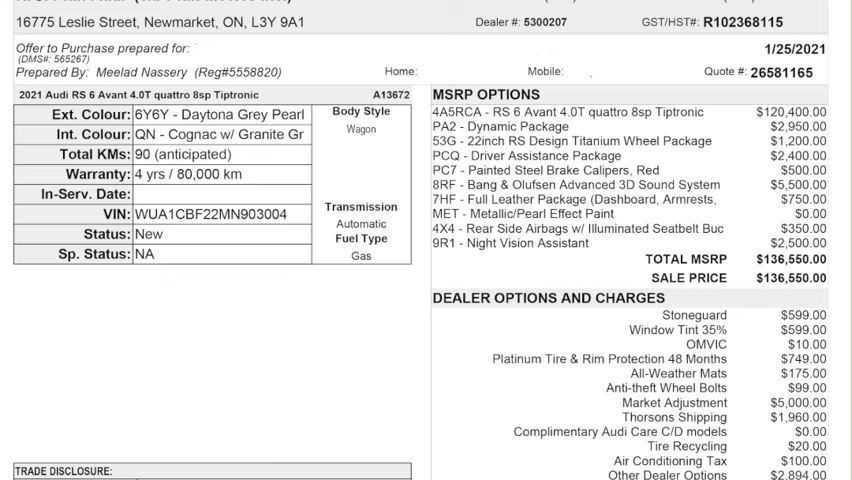 16775 Leslie Street, Newmarket, ON, L3Y 9A1
Dealer #: 5300207
GST/HST#: R102368115
Offer to Purchase prepared for:
1/25/2021
(DMS#: 565267)
Prepared By: Meelad Nassery (Reg#5558820)
Home:
Mobile:
Quote #: 26581165
2021 Audi RS 6 Avant 4.0T quattro 8sp Tiptronic A13672
Ext. Colour: 6Y6Y - Daytona Grey Pearl
Int. Colour: QN - Cognac w/ Granite Gr
Total KMs: 90 (anticipated)
Warranty: 4 yrs / 80,000 km
In-Serv. Date:
VIN: WUA1CBF22MN903004
Status: New
Sp. Status: NA
Body Style
Wagon
Transmission
Automatic
Fuel Type
Gas
TRADE DISCLOSURE:
MSRP OPTIONS
4A5RCA - RS 6 Avant 4.0T quattro 8sp Tiptronic $120,400.00
PA2 - Dynamic Package $2,950.00
53G - 22inch RS Design Titanium Wheel Package $1,200.00
PCQ - Driver Assistance Package $2,400.00
PC7 - Painted Steel Brake Calipers, Red $500.00
8RF - Bang & Olufsen Advanced 3D Sound System $5,500.00
7HF - Full Leather Package (Dashboard, Armrests, $750.00
MET - Metallic/Pearl Effect Paint $0.00
4X4 - Rear Side Airbags w/ Illuminated Seatbelt Buc $350.00
9R1 - Night Vision Assistant $2,500.00
TOTAL MSRP $136,550.00
SALE PRICE $136,550.00
DEALER OPTIONS AND CHARGES
Stoneguard $599.00
Window Tint 35% $599.00
OMVIC $10.00
Platinum Tire & Rim Protection 48 Months $749.00
All-Weather Mats $175.00
Anti-theft Wheel Bolts $99.00
Market Adjustment $5,000.00
Thorsons Shipping $1,960.00
Complimentary Audi Care C/D models $0.00
Tire Recycling $20.00
Air Conditioning Tax $100.00
Other Dealer Options $2,894.00